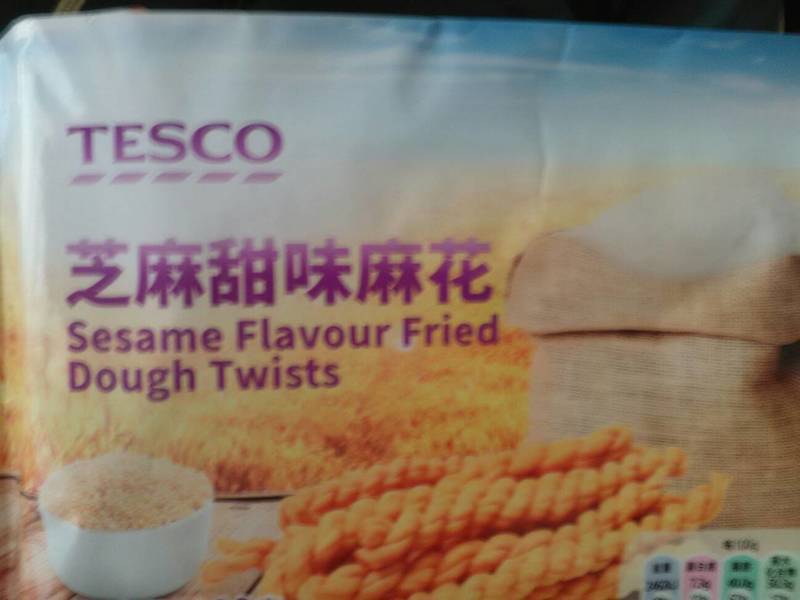 TESCO
芝麻甜味麻花
Sesame Flavour Fried
Dough Twists